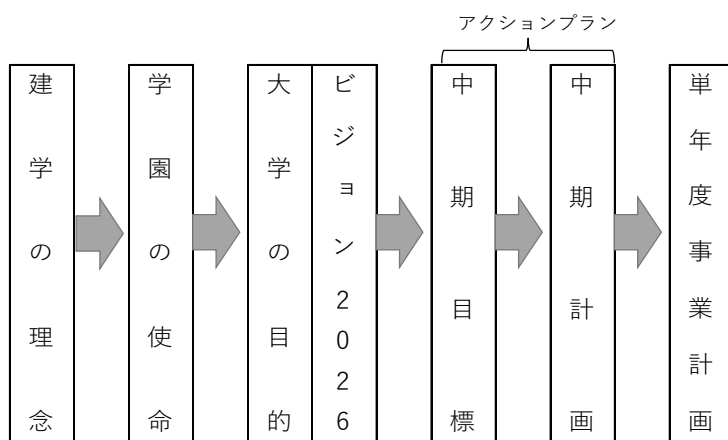 アクションプラン
建学の理念
学園の使命
大学の目的
ビジョン2026
中期目標
中期計画
単年度事業計画